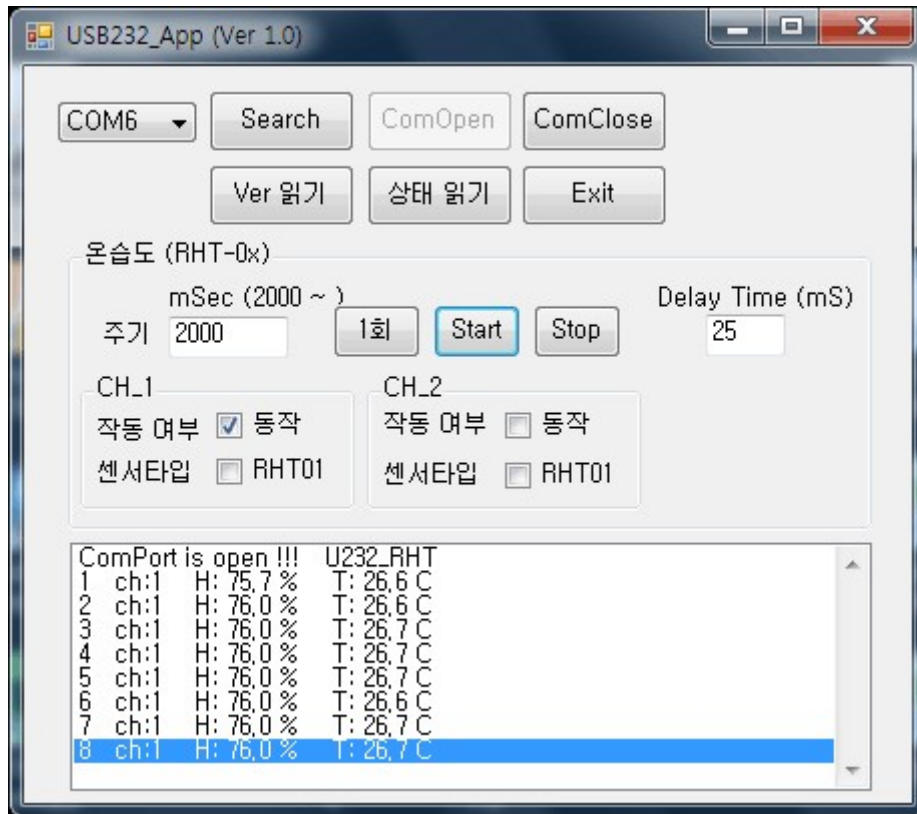 USB232_App (Ver 1.0)
COM6 Search ComOpen ComClose
Ver 읽기 상태 읽기 Exit
온습도 (RHT-0x)
mSec (2000 ~ ) Delay Time (mS)
주기 2000 1회 Start Stop 25
CH_1 CH_2
작동 여부 동작 작동 여부 동작
센서타입 RHT01 센서타입 RHT01
ComPort is open !!! U232_RHT
1 ch:1 H: 75,7 % T: 26,6 C
2 ch:1 H: 76,0 % T: 26,6 C
3 ch:1 H: 76,0 % T: 26,7 C
4 ch:1 H: 76,0 % T: 26,7 C
5 ch:1 H: 76,0 % T: 26,7 C
6 ch:1 H: 76,0 % T: 26,6 C
7 ch:1 H: 76,0 % T: 26,7 C
8 ch:1 H: 76,0 % T: 26,7 C